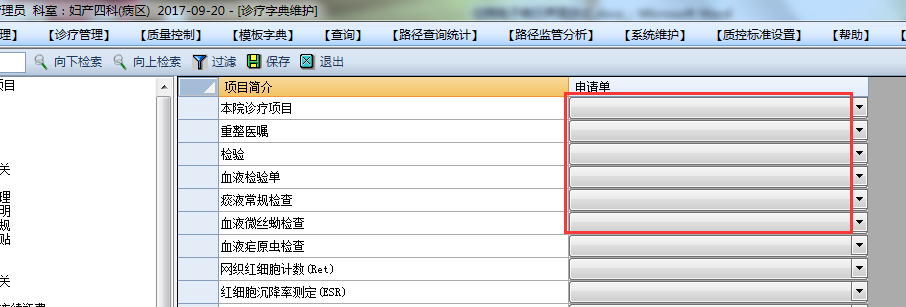 管理员 科室：妇产四科(病区) 2017-09-20 - [诊疗字典维护]
理】 【诊疗管理】 【质量控制】 【模板字典】 【查询】 【路径查询统计】 【路径监管分析】 【系统维护】 【质控标准设置】 【帮助】
向下检索 向上检索 过滤 保存 退出
项目
项目简介 申请单
本院诊疗项目
重整医嘱
检验
关
血液检验单
理
痰液常规检查
明
规
血液微丝蚴检查
贴
血液疟原虫检查
网织红细胞计数(Ret)
关
红细胞沉降率测定(ESR)